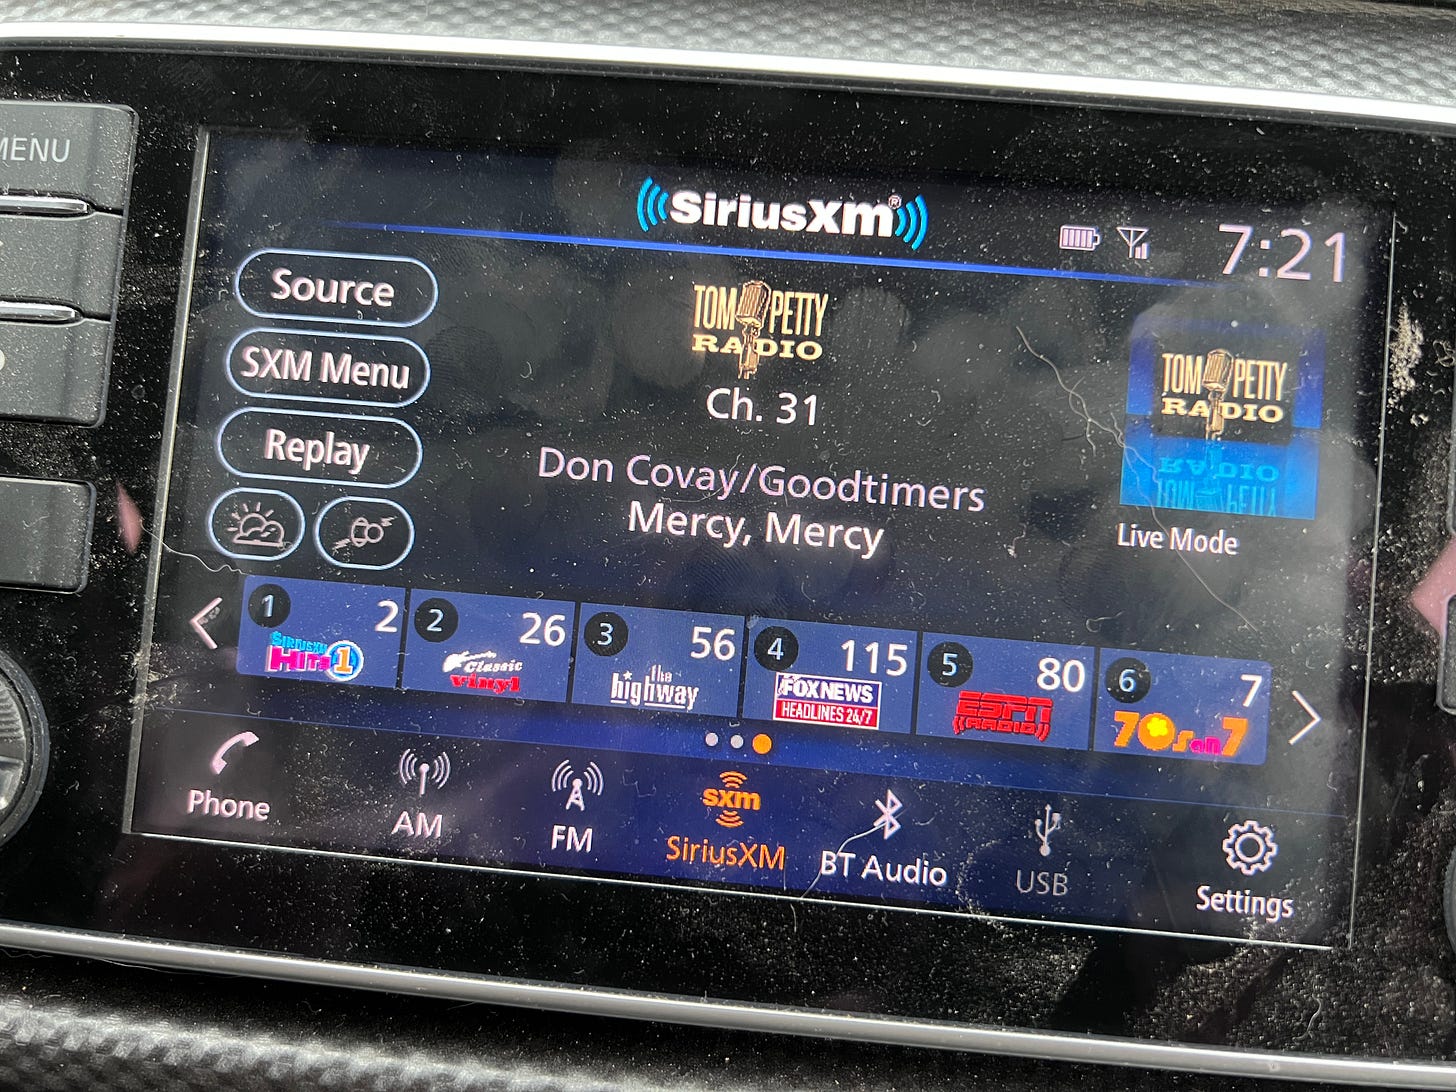 MENU
SiriusXM®
7:21
Source
SXM Menu
Replay
TOM PETTY
RADIO
Ch. 31
Don Covay/Goodtimers
Mercy, Mercy
TOM PETTY
RADIO
Live Mode
1 2
SIRIUSXM
HITS 1
2 26
Classic
vinyl
3 56
the
highway
4 115
FOX NEWS
HEADLINES 24/7
5 80
ESPN
RADIO
6 7
70s on 7
Phone
AM
FM
sxm
SiriusXM
BT Audio
USB
Settings